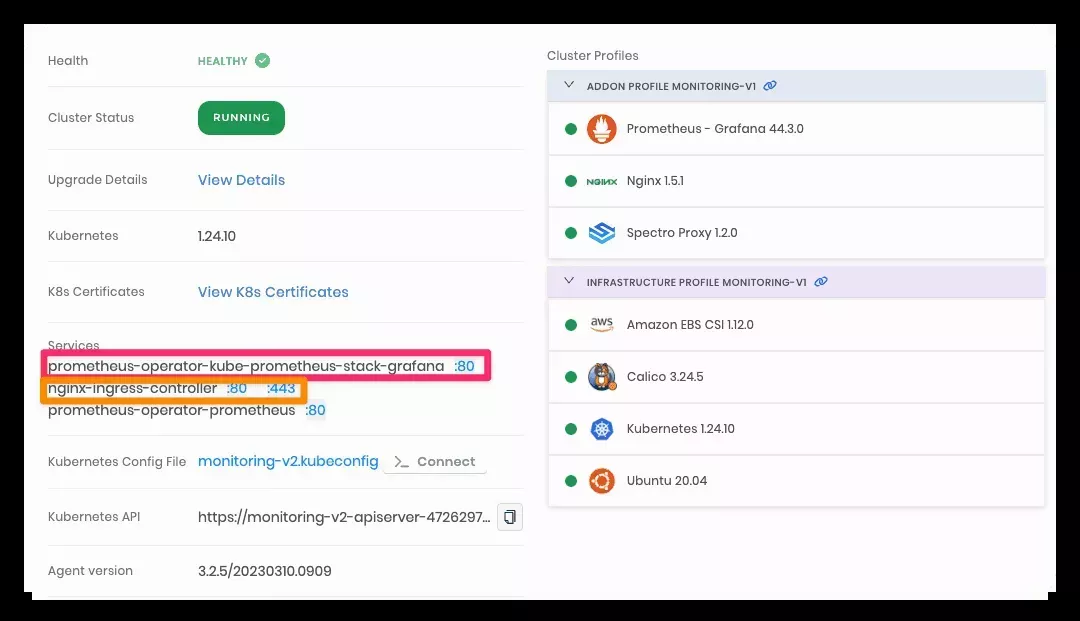 Health HEALTHY
Cluster Status RUNNING
Upgrade Details View Details
Kubernetes 1.24.10
K8s Certificates View K8s Certificates
Services
prometheus-operator-kube-prometheus-stack-grafana :80
nginx-ingress-controller :80 :443
prometheus-operator-prometheus :80
Kubernetes Config File monitoring-v2.kubeconfig >_ Connect
Kubernetes API https://monitoring-v2-apiserver-4726297...
Agent version 3.2.5/20230310.0909
Cluster Profiles
ADDON PROFILE MONITORING-V1
Prometheus - Grafana 44.3.0
NGINX Nginx 1.5.1
Spectro Proxy 1.2.0
INFRASTRUCTURE PROFILE MONITORING-V1
aws Amazon EBS CSI 1.12.0
Calico 3.24.5
Kubernetes 1.24.10
Ubuntu 20.04